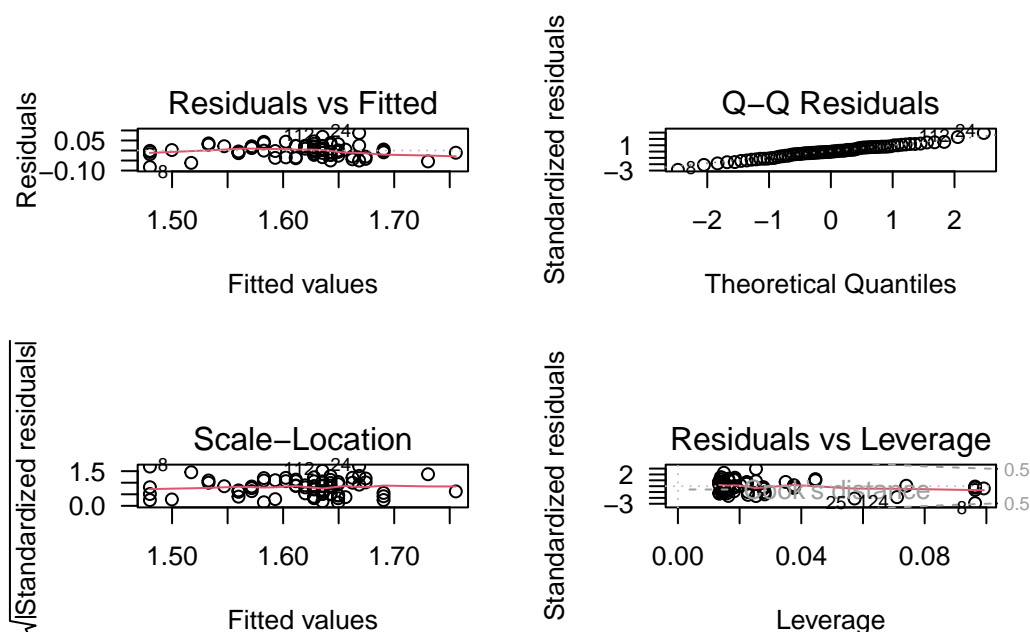 Residuals vs Fitted
Residuals
0.05
−0.10
112
24
8
1.50
1.60
1.70
Fitted values
Q−Q Residuals
Standardized residuals
1
−3
112
24
8
−2
−1
0
1
2
Theoretical Quantiles
Scale−Location
√|Standardized residuals|
1.5
0.0
8
112
24
1.50
1.60
1.70
Fitted values
Residuals vs Leverage
Standardized residuals
2
−3
Cook's distance
0.5
0.5
25
24
8
0.00
0.04
0.08
Leverage